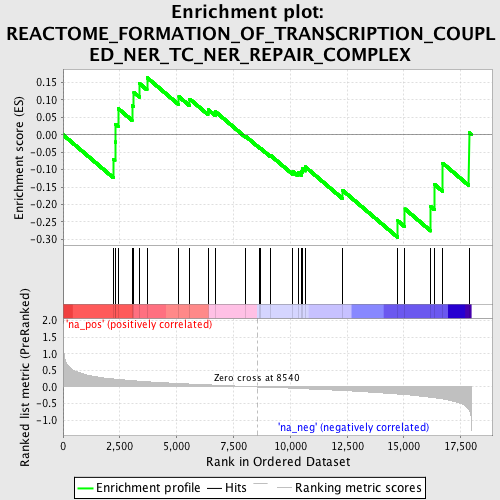 Enrichment plot:
REACTOME_FORMATION_OF_TRANSCRIPTION_COUPL
ED_NER_TC_NER_REPAIR_COMPLEX
Enrichment score (ES)
0.15
0.10
0.05
0.00
-0.05
-0.10
-0.15
-0.20
-0.25
-0.30
'na_pos' (positively correlated)
Ranked list metric (PreRanked)
2.0
1.5
1.0
0.5
0.0
-0.5
-1.0
Zero cross at 8540
'na_neg' (negatively correlated)
0 2,500 5,000 7,500 10,000 12,500 15,000 17,500
Rank in Ordered Dataset
Enrichment profile Hits Ranking metric scores